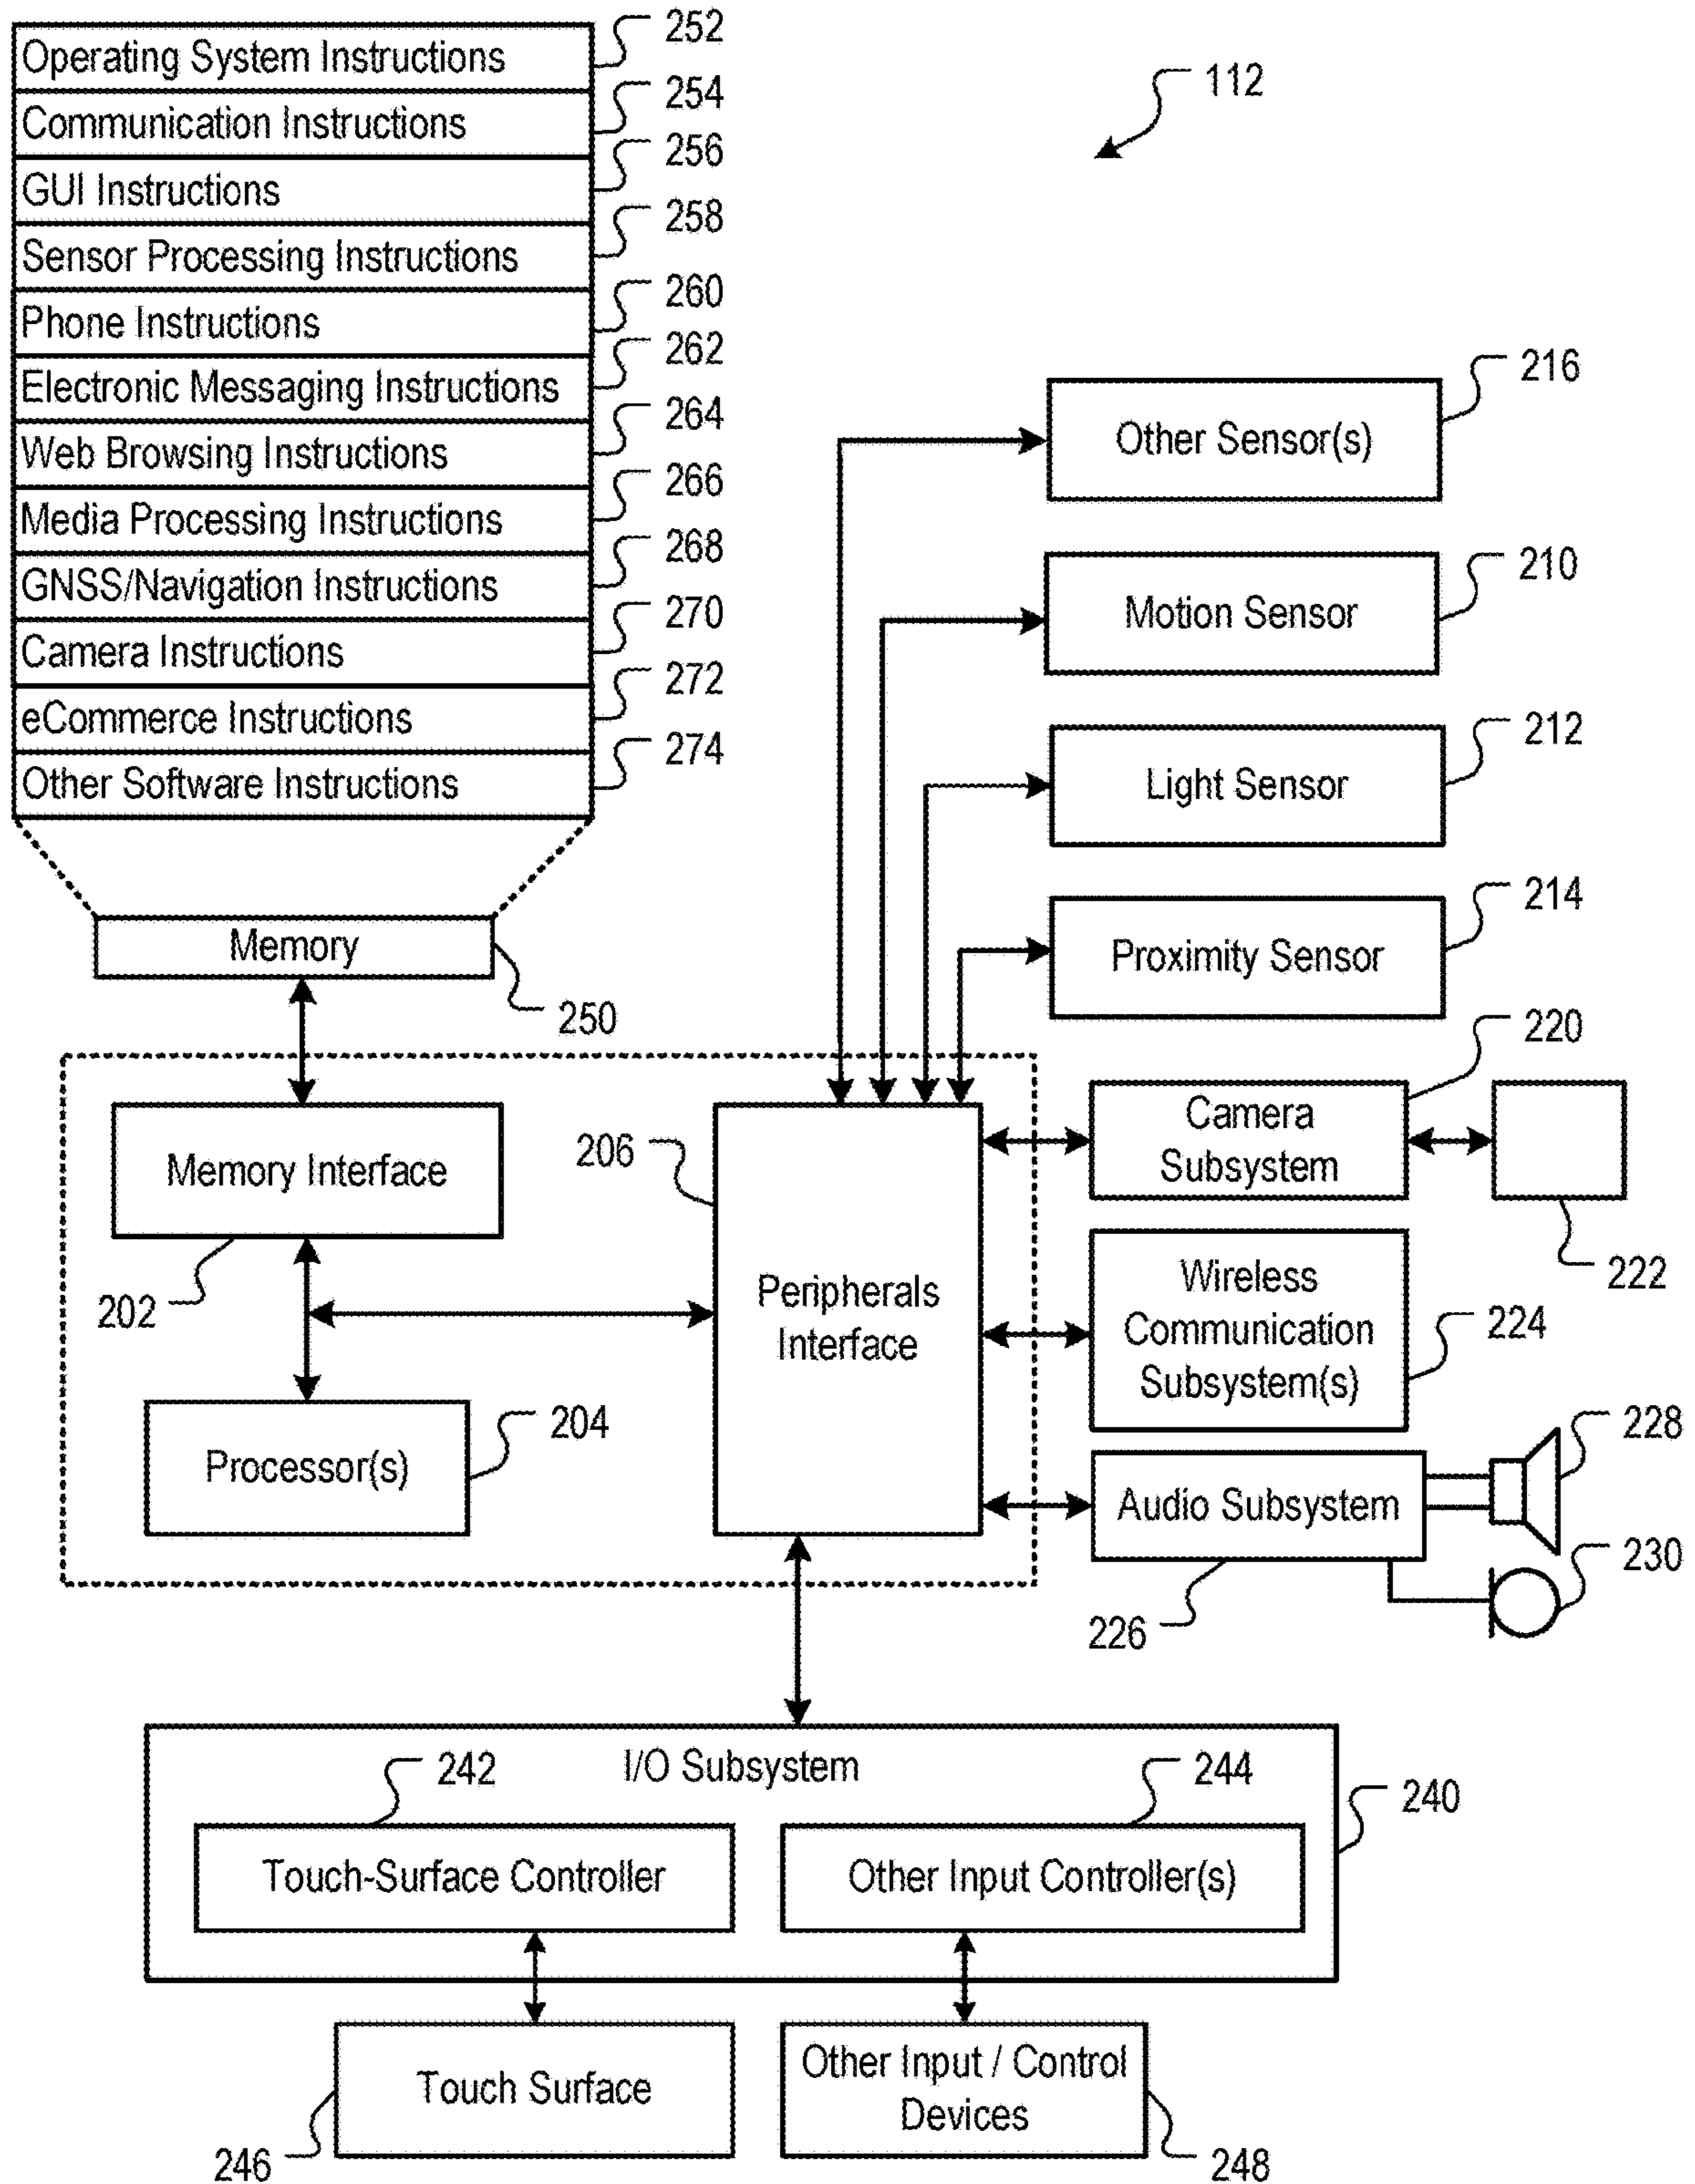 252
Operating System Instructions
254
Communication Instructions
112
256
GUI Instructions
258
Sensor Processing Instructions
260
Phone Instructions
262
Electronic Messaging Instructions
264
Web Browsing Instructions
266
Media Processing Instructions
268
GNSS/Navigation Instructions
270
Camera Instructions
272
eCommerce Instructions
274
Other Software Instructions
Memory
250
216
Other Sensor(s)
210
Motion Sensor
212
Light Sensor
214
Proximity Sensor
220
Camera
Subsystem
222
Memory Interface
202
206
Peripherals
Interface
Wireless
Communication
Subsystem(s)
224
204
Processor(s)
228
Audio Subsystem
230
226
I/O Subsystem
242
244
240
Touch-Surface Controller
Other Input Controller(s)
Touch Surface
246
Other Input / Control
Devices
248